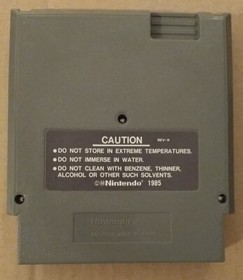 CAUTION REV-A
• DO NOT STORE IN EXTREME TEMPERATURES.
• DO NOT IMMERSE IN WATER.
• DO NOT CLEAN WITH BENZENE, THINNER,
ALCOHOL OR OTHER SUCH SOLVENTS.
©®Nintendo® 1985
Nintendo